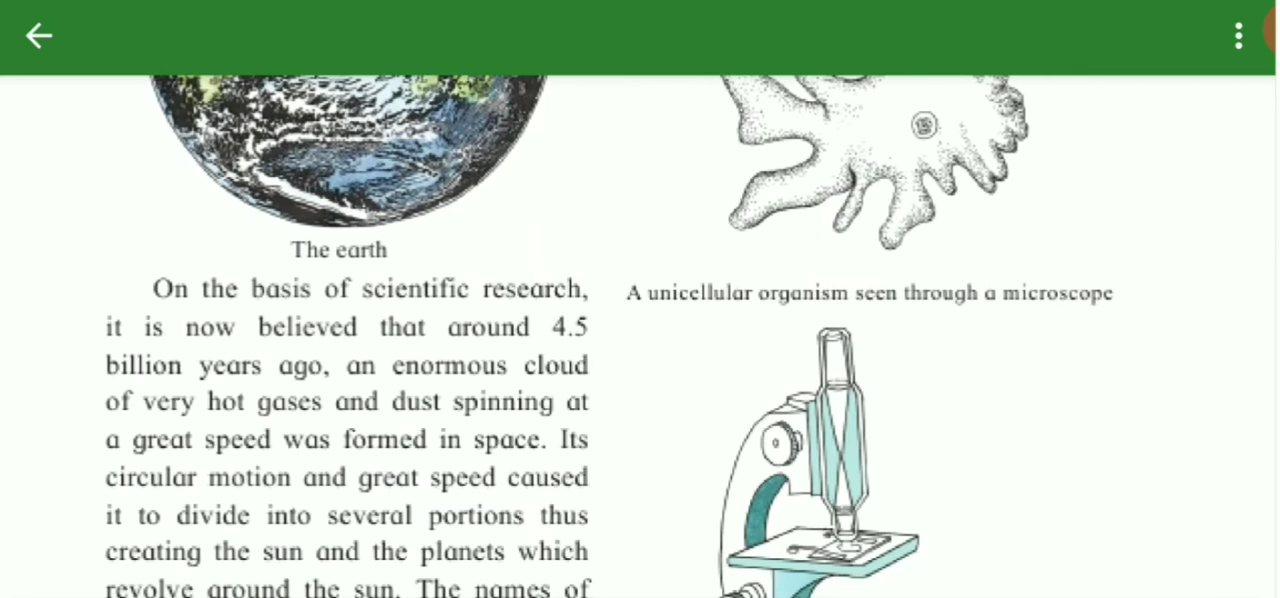 The earth
On the basis of scientific research,
it is now believed that around 4.5
billion years ago, an enormous cloud
of very hot gases and dust spinning at
a great speed was formed in space. Its
circular motion and great speed caused
it to divide into several portions thus
creating the sun and the planets which
revolve around the sun. The names of
A unicellular organism seen through a microscope